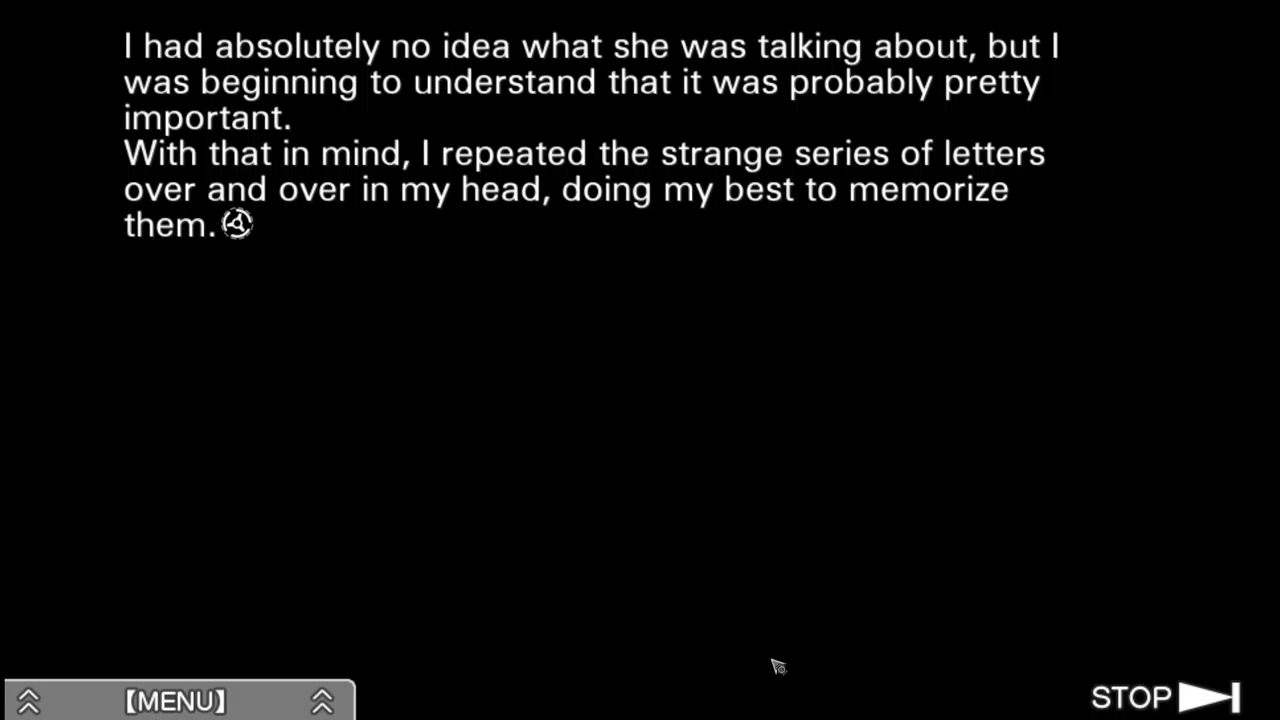 I had absolutely no idea what she was talking about, but I
was beginning to understand that it was probably pretty
important.
With that in mind, I repeated the strange series of letters
over and over in my head, doing my best to memorize
them.
【MENU】
STOP